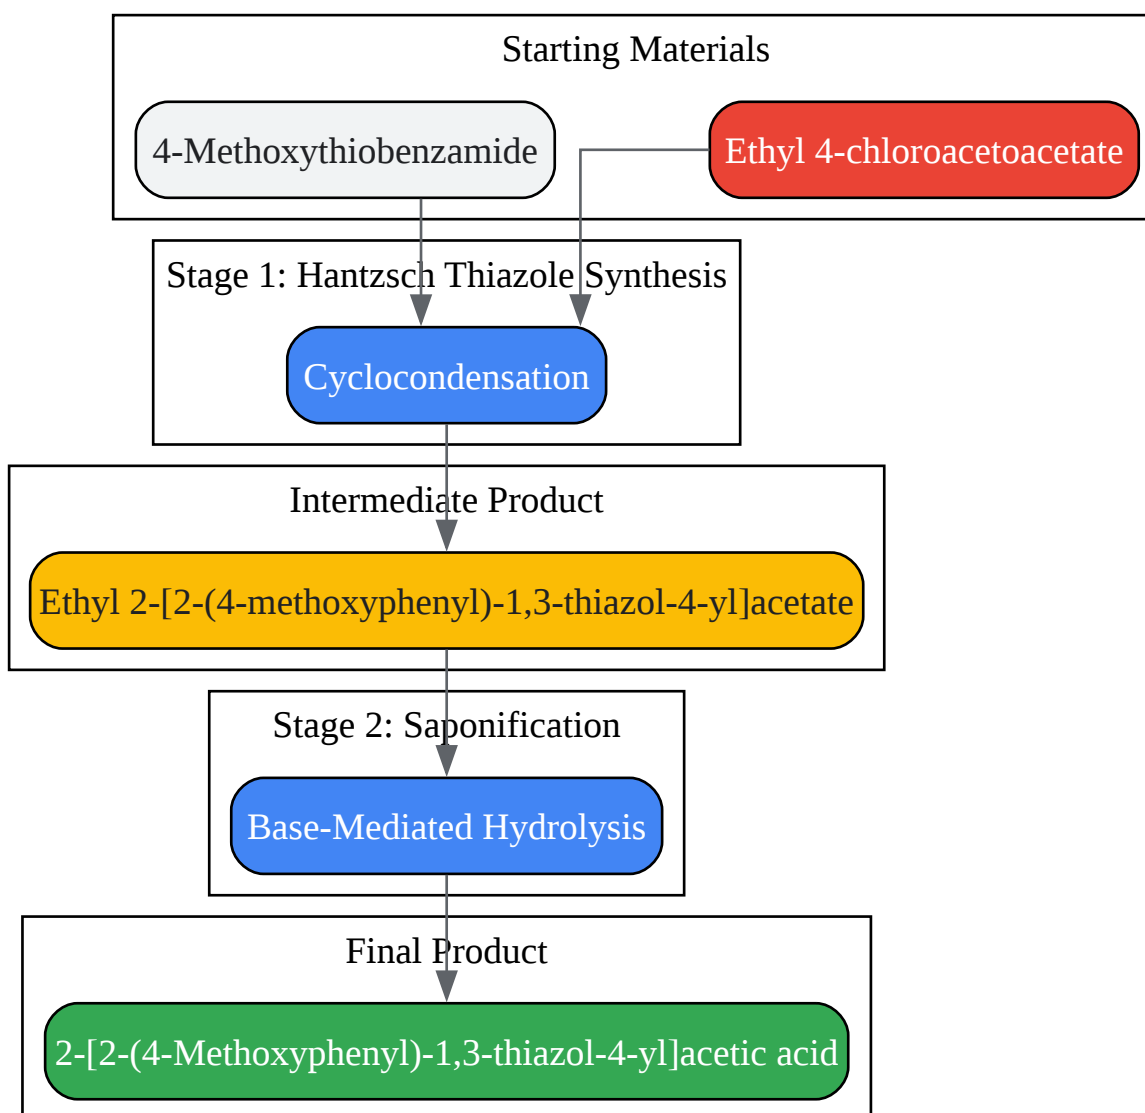 Starting Materials
4-Methoxythiobenzamide
Ethyl 4-chloroacetoacetate
Stage 1: Hantzsch Thiazole Synthesis
Cyclocondensation
Intermediate Product
Ethyl 2-[2-(4-methoxyphenyl)-1,3-thiazol-4-yl]acetate
Stage 2: Saponification
Base-Mediated Hydrolysis
Final Product
2-[2-(4-Methoxyphenyl)-1,3-thiazol-4-yl]acetic acid